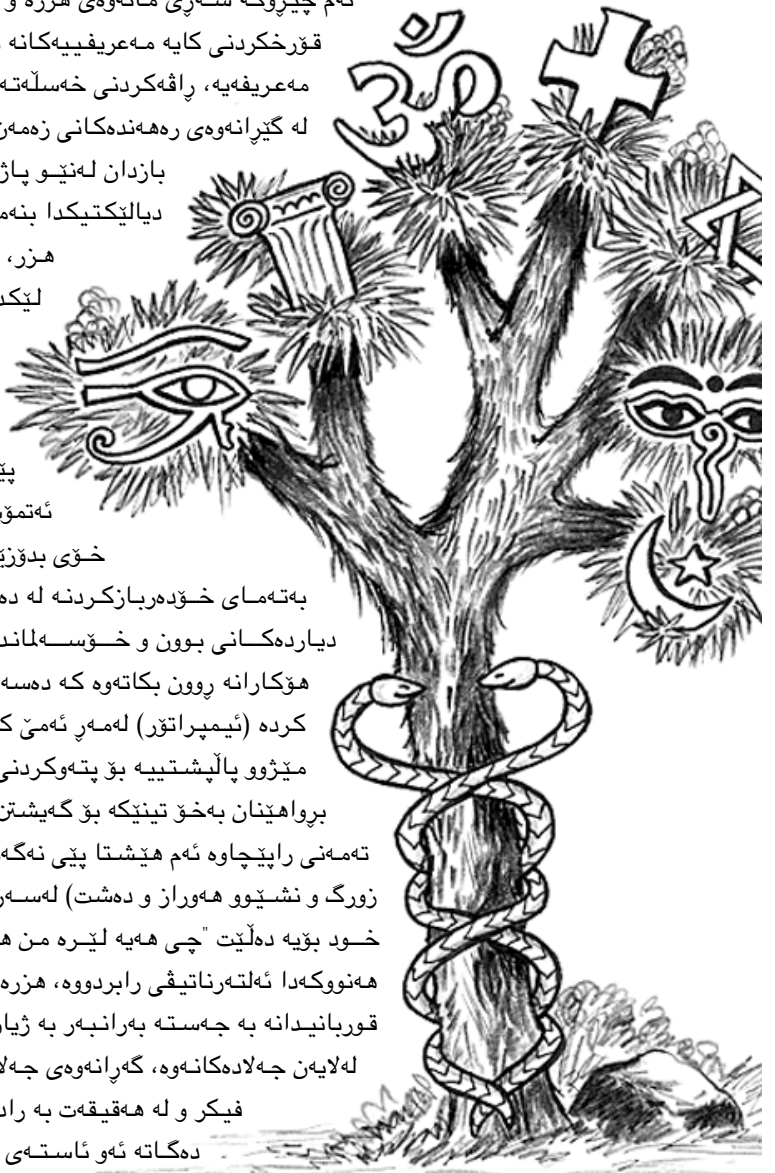 ئەم چیرۆکە شەڕی مانەوەی هزرە و
قۆرخکردنی کایە مەعریفییەکانە
مەعریفەیە، ڕاڤەکردنی خەسڵەتە
لە گێڕانەوەی رەهەندەکانی زەمەن
بازدان لەنێو پاژ
دیالێکتیکدا بنەم
هزر،
لێکد
پێ
ئەتمۆ
خۆی بدۆزێ
بەتەمای خۆدەربازکردنە لە دە
دیاردەکانی بوون و خۆسەلماند
هۆکارانە ڕوون بکاتەوە کە دەسە
کردە (ئیمپراتۆر) لەمەڕ ئەمێ ک
مێژوو پاڵپشتییە بۆ پتەوکردنی
بڕواهێنان بەخۆ تینێکە بۆ گەیشتن
تەمەنی راپێچاوە ئەم هێشتا پێی نەگە
زورگ و نشێوو هەوراز و دەشت) لەسەر
خود بۆیە دەڵێت "چی هەیە لێرە من ه
هەنووکەدا ئەلتەرناتیڤی رابردووە، هزرە
قوربانیدانە بە جەستە بەرانبەر بە ژیار
لەلایەن جەلادەکانەوە، گەڕانەوەی جەلا
فیکر و لە هەقیقەت بە راد
دەگاتە ئەو ئاستەی